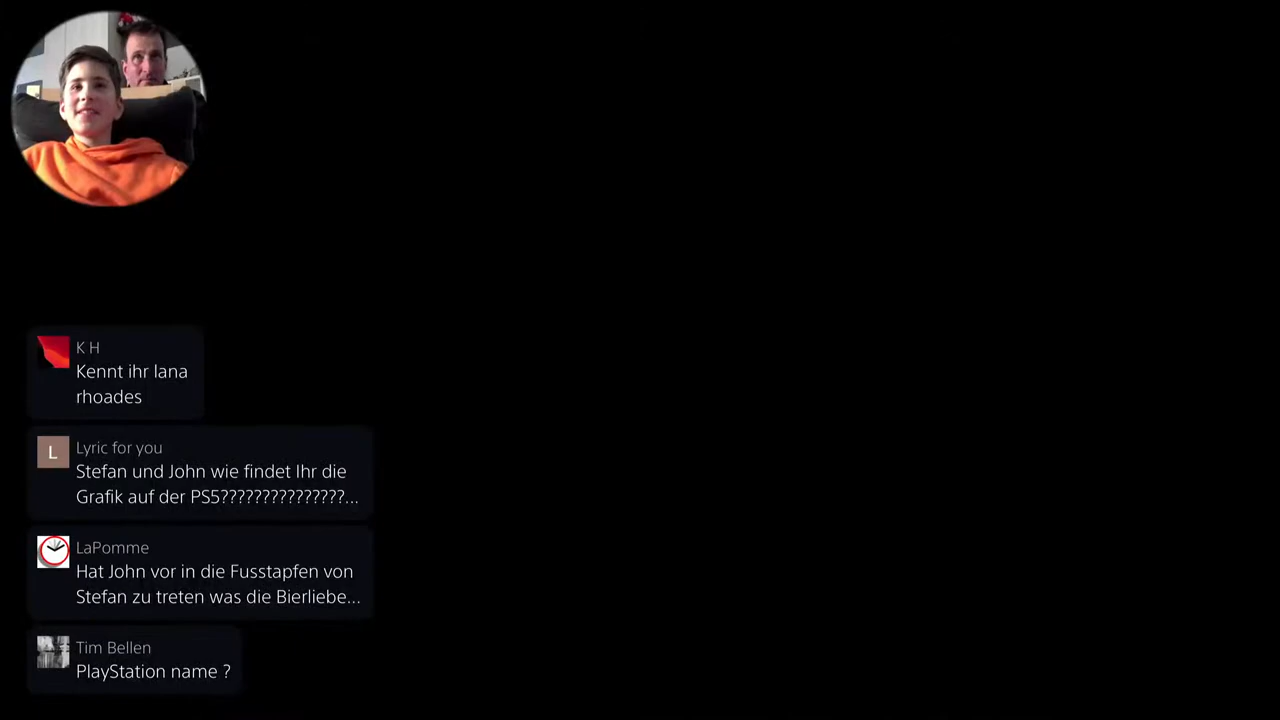 K H
Kennt ihr lana
rhoades
L
Lyric for you
Stefan und John wie findet Ihr die
Grafik auf der PS5???????????????...
LaPomme
Hat John vor in die Fusstapfen von
Stefan zu treten was die Bierliebe...
Tim Bellen
PlayStation name ?